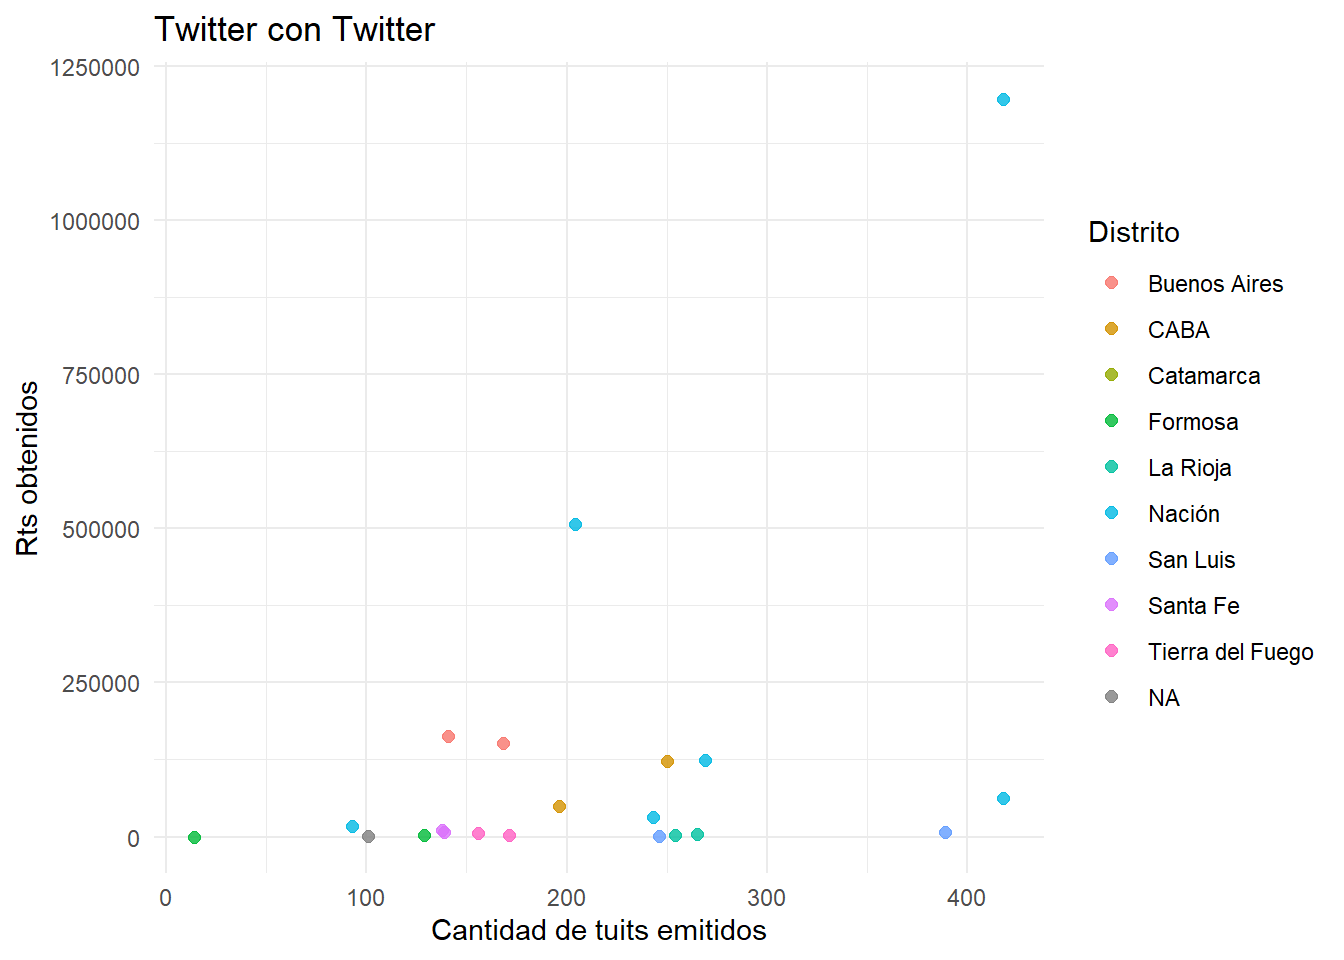 Twitter con Twitter
1250000
1000000
750000
500000
250000
0
Rts obtenidos
0 100 200 300 400
Cantidad de tuits emitidos
Distrito
Buenos Aires
CABA
Catamarca
Formosa
La Rioja
Nación
San Luis
Santa Fe
Tierra del Fuego
NA